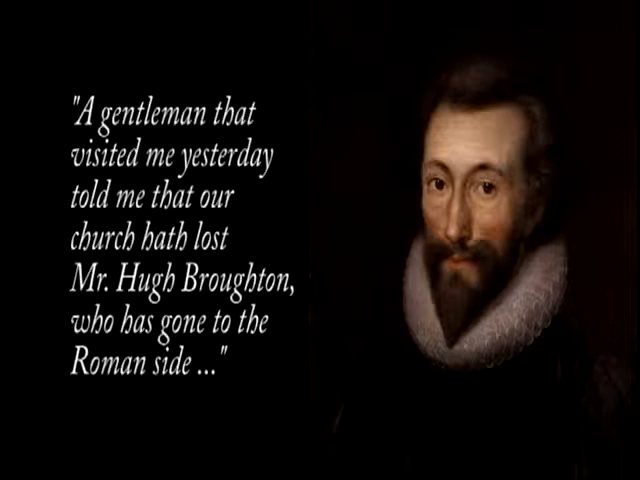 "A gentleman that
visited me yesterday
told me that our
church hath lost
Mr. Hugh Broughton,
who has gone to the
Roman side ..."